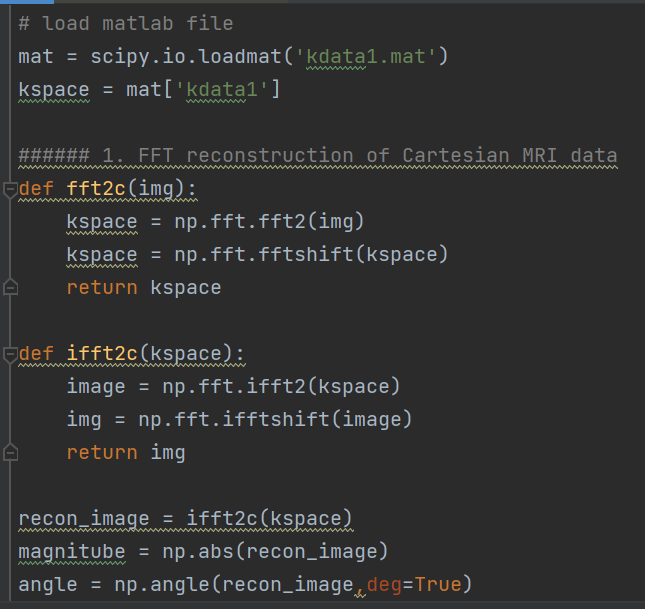 # load matlab file
mat = scipy.io.loadmat('kdata1.mat')
kspace = mat['kdata1']
###### 1. FFT reconstruction of Cartesian MRI data
def fft2c(img):
    kspace = np.fft.fft2(img)
    kspace = np.fft.fftshift(kspace)
    return kspace
def ifft2c(kspace):
    image = np.fft.ifft2(kspace)
    img = np.fft.ifftshift(image)
    return img
recon_image = ifft2c(kspace)
magnitube = np.abs(recon_image)
angle = np.angle(recon_image,deg=True)